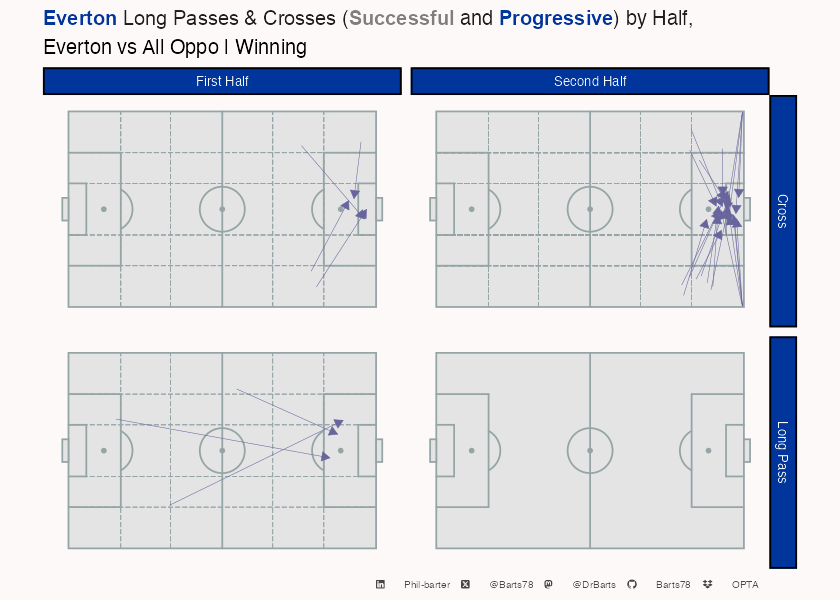 Everton Long Passes & Crosses (Successful and Progressive) by Half,
Everton vs All Oppo | Winning
First Half
Second Half
Cross
Long Pass
Phil-barter @Barts78 @DrBarts Barts78 OPTA